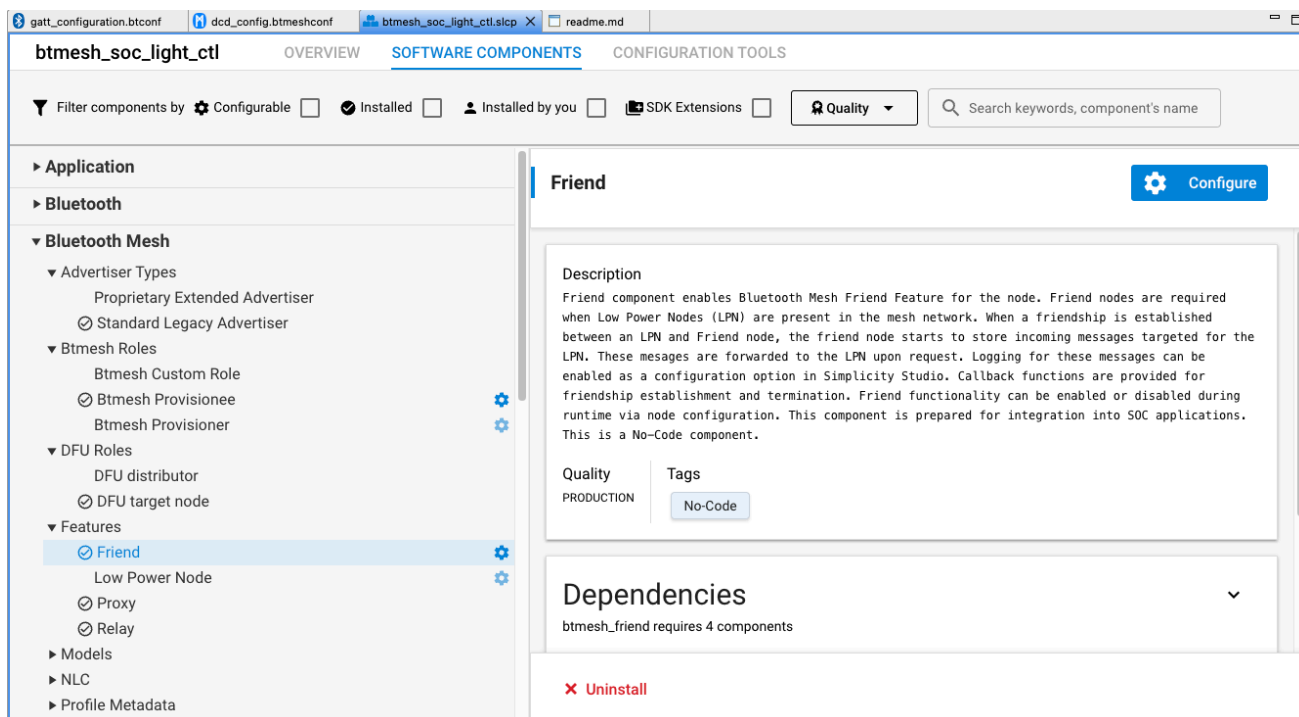 gatt_configuration.btconf
dcd_config.btmeshconf
btmesh_soc_light_ctl.slcp
readme.md
btmesh_soc_light_ctl
OVERVIEW
SOFTWARE COMPONENTS
CONFIGURATION TOOLS
Filter components by
Configurable
Installed
Installed by you
SDK Extensions
Quality
Search keywords, component's name
Application
Bluetooth
Bluetooth Mesh
Advertiser Types
Proprietary Extended Advertiser
Standard Legacy Advertiser
Btmesh Roles
Btmesh Custom Role
Btmesh Provisionee
Btmesh Provisioner
DFU Roles
DFU distributor
DFU target node
Features
Friend
Low Power Node
Proxy
Relay
Models
NLC
Profile Metadata
Friend
Configure
Description
Friend component enables Bluetooth Mesh Friend Feature for the node. Friend nodes are required
when Low Power Nodes (LPN) are present in the mesh network. When a friendship is established
between an LPN and Friend node, the friend node starts to store incoming messages targeted for the
LPN. These mesages are forwarded to the LPN upon request. Logging for these messages can be
enabled as a configuration option in Simplicity Studio. Callback functions are provided for
friendship establishment and termination. Friend functionality can be enabled or disabled during
runtime via node configuration. This component is prepared for integration into SOC applications.
This is a No-Code component.
Quality
PRODUCTION
Tags
No-Code
Dependencies
btmesh_friend requires 4 components
Uninstall